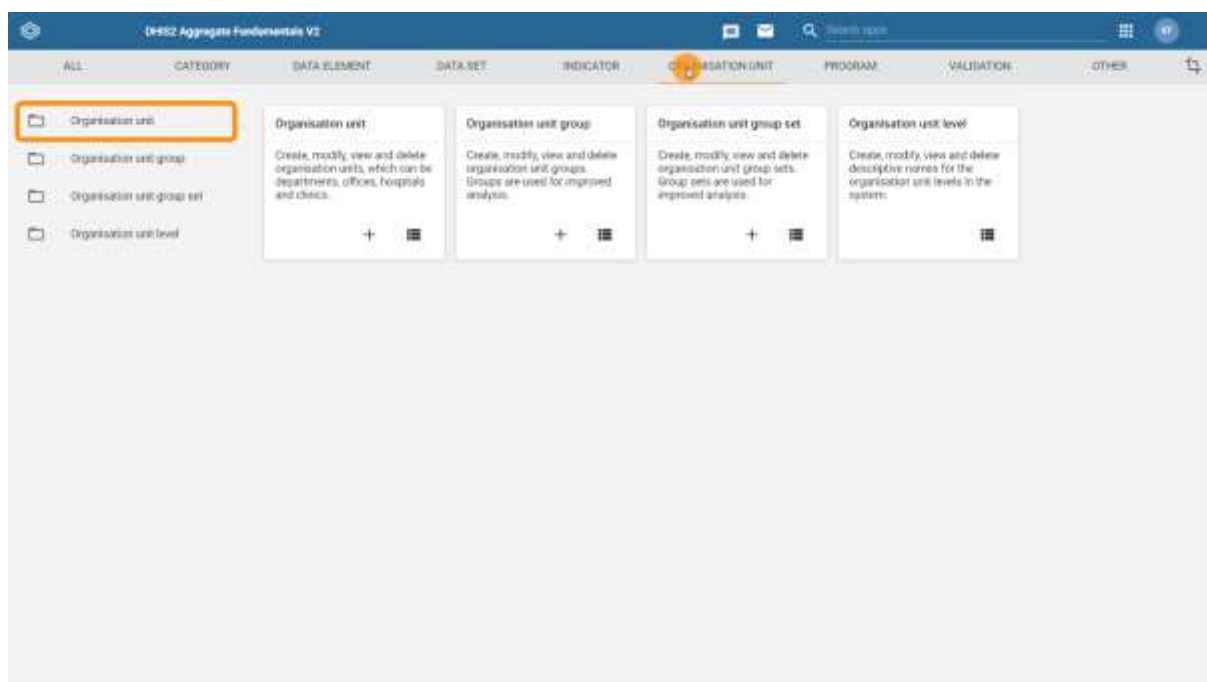 DHIS2 Aggregate Fundamentals V2
Search apps
ALL CATEGORY DATA ELEMENT DATA SET INDICATOR ORGANISATION UNIT PROGRAM VALIDATION OTHER
Organisation unit
Organisation unit group
Organisation unit group set
Organisation unit level
Organisation unit
Create, modify, view and delete
organisation units, which can be
departments, offices, hospitals
and clinics.
Organisation unit group
Create, modify, view and delete
organisation unit groups.
Groups are used for improved
analysis.
Organisation unit group set
Create, modify, view and delete
organisation unit group sets.
Group sets are used for
improved analysis.
Organisation unit level
Create, modify, view and delete
descriptive names for the
organisation unit levels in the
system.